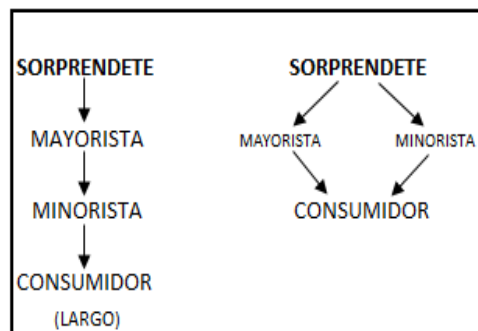 SORPRENDETE
MAYORISTA
MINORISTA
CONSUMIDOR
(LARGO)
SORPRENDETE
MAYORISTA MINORISTA
CONSUMIDOR